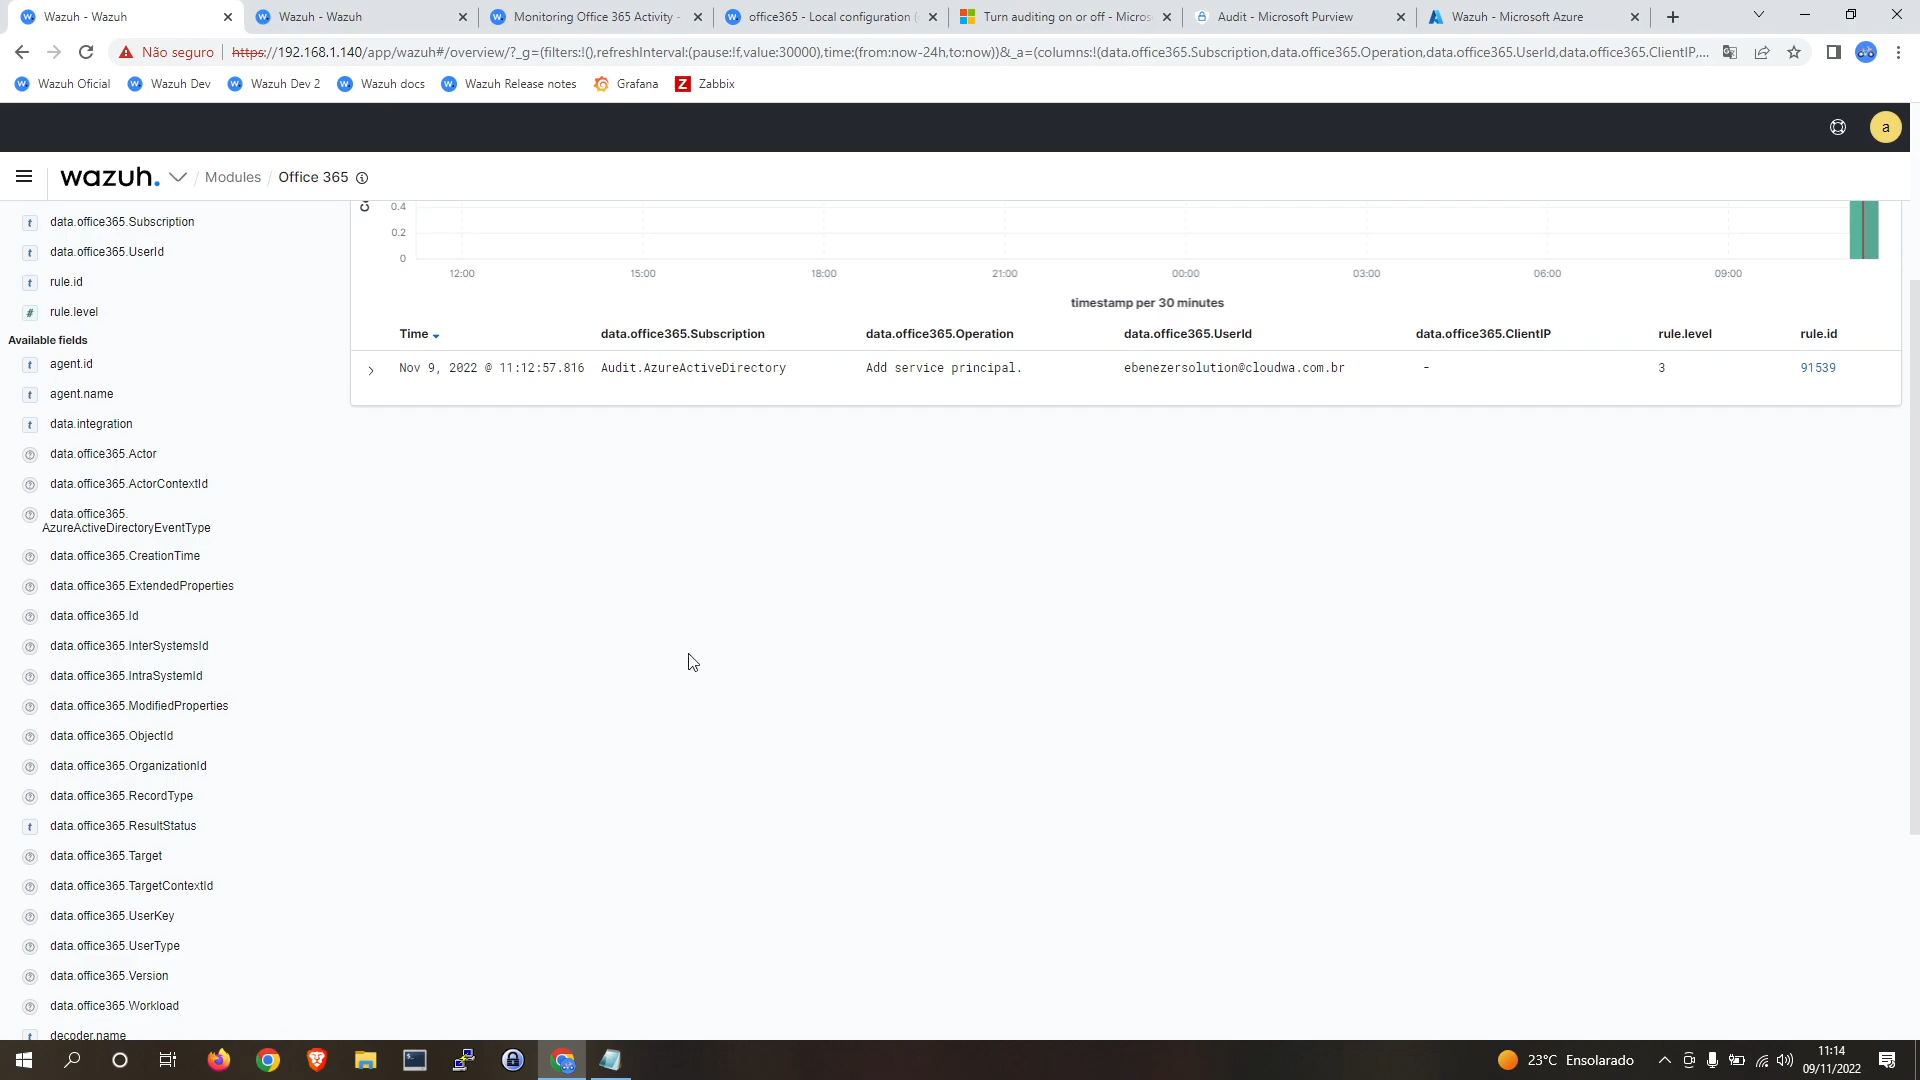 Wazuh - Wazuh
Wazuh - Wazuh
Monitoring Office 365 Activity -
office365 - Local configuration (
Turn auditing on or off - Micros
Audit - Microsoft Purview
Wazuh - Microsoft Azure
Não seguro
https://192.168.1.140/app/wazuh#/overview/?_g=(filters:!(),refreshInterval:(pause:!f,value:30000),time:(from:now-24h,to:now))&_a=(columns:!(data.office365.Subscription,data.office365.Operation,data.office365.UserId,data.office365.ClientIP,...
Wazuh Oficial
Wazuh Dev
Wazuh Dev 2
Wazuh docs
Wazuh Release notes
Grafana
Zabbix
a
wazuh.
/ Modules / Office 365
data.office365.Subscription
data.office365.UserId
rule.id
rule.level
Available fields
agent.id
agent.name
data.integration
data.office365.Actor
data.office365.ActorContextId
data.office365.
AzureActiveDirectoryEventType
data.office365.CreationTime
data.office365.ExtendedProperties
data.office365.Id
data.office365.InterSystemsId
data.office365.IntraSystemId
data.office365.ModifiedProperties
data.office365.ObjectId
data.office365.OrganizationId
data.office365.RecordType
data.office365.ResultStatus
data.office365.Target
data.office365.TargetContextId
data.office365.UserKey
data.office365.UserType
data.office365.Version
data.office365.Workload
decoder.name
0.4
0.2
0
12:00 15:00 18:00 21:00 00:00 03:00 06:00 09:00
timestamp per 30 minutes
Time data.office365.Subscription data.office365.Operation data.office365.UserId data.office365.ClientIP rule.level rule.id
Nov 9, 2022 @ 11:12:57.816 Audit.AzureActiveDirectory Add service principal. ebenezersolution@cloudwa.com.br - 3 91539
23°C Ensolarado
11:14
09/11/2022